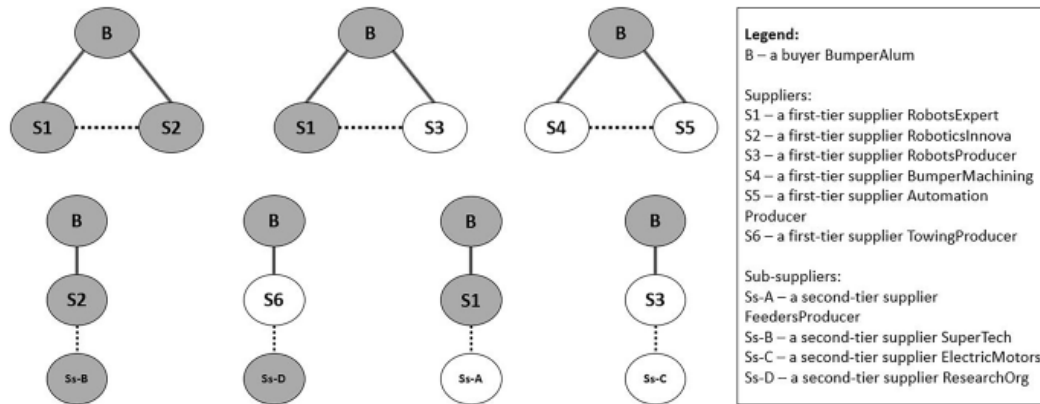 B
B
B
S1
S2
S1
S3
S4
S5
B
B
B
B
S2
S6
S1
S3
Ss-B
Ss-D
Ss-A
Ss-C
Legend:
B – a buyer BumperAlum
Suppliers:
S1 – a first-tier supplier RobotsExpert
S2 – a first-tier supplier RoboticsInnova
S3 – a first-tier supplier RobotsProducer
S4 – a first-tier supplier BumperMachining
S5 – a first-tier supplier Automation
Producer
S6 – a first-tier supplier TowingProducer
Sub-suppliers:
Ss-A – a second-tier supplier
FeedersProducer
Ss-B – a second-tier supplier SuperTech
Ss-C – a second-tier supplier ElectricMotors
Ss-D – a second-tier supplier ResearchOrg